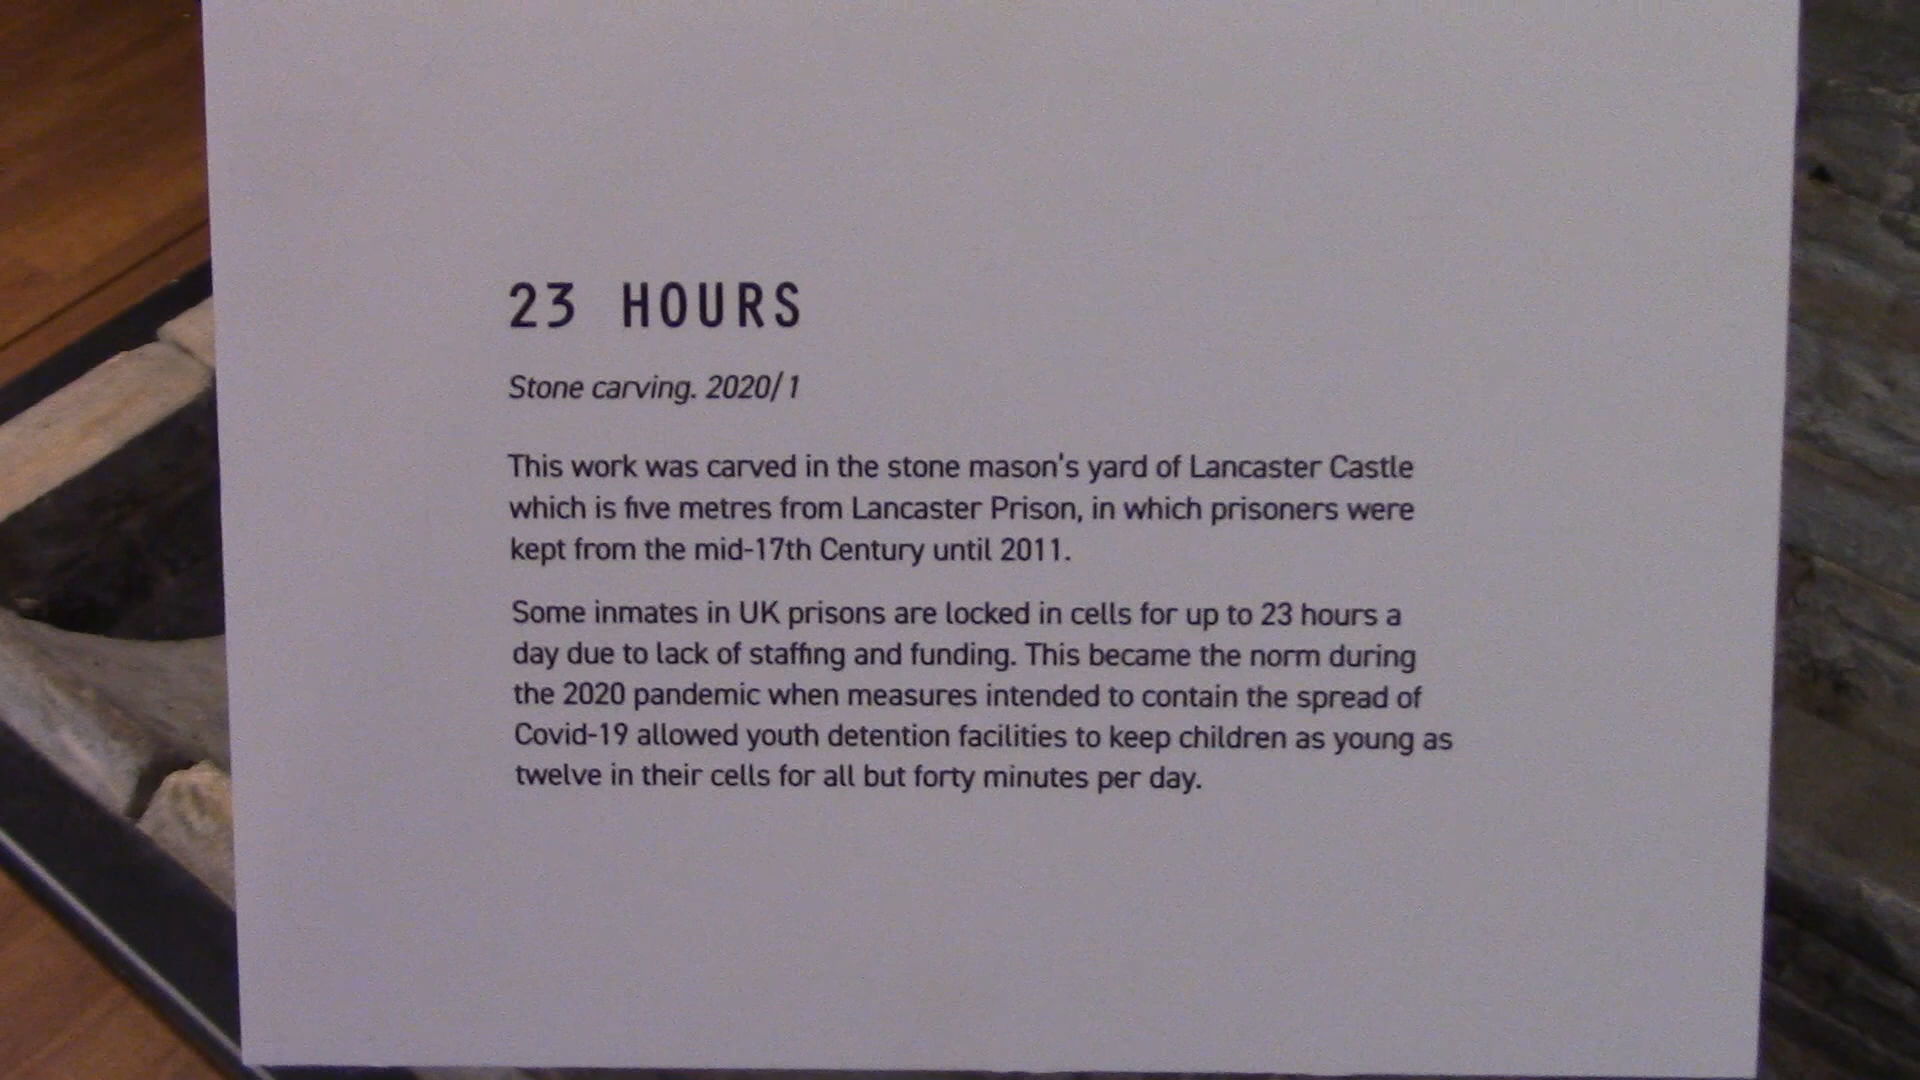 23 HOURS
Stone carving. 2020/1
This work was carved in the stone mason's yard of Lancaster Castle
which is five metres from Lancaster Prison, in which prisoners were
kept from the mid-17th Century until 2011.
Some inmates in UK prisons are locked in cells for up to 23 hours a
day due to lack of staffing and funding. This became the norm during
the 2020 pandemic when measures intended to contain the spread of
Covid-19 allowed youth detention facilities to keep children as young as
twelve in their cells for all but forty minutes per day.